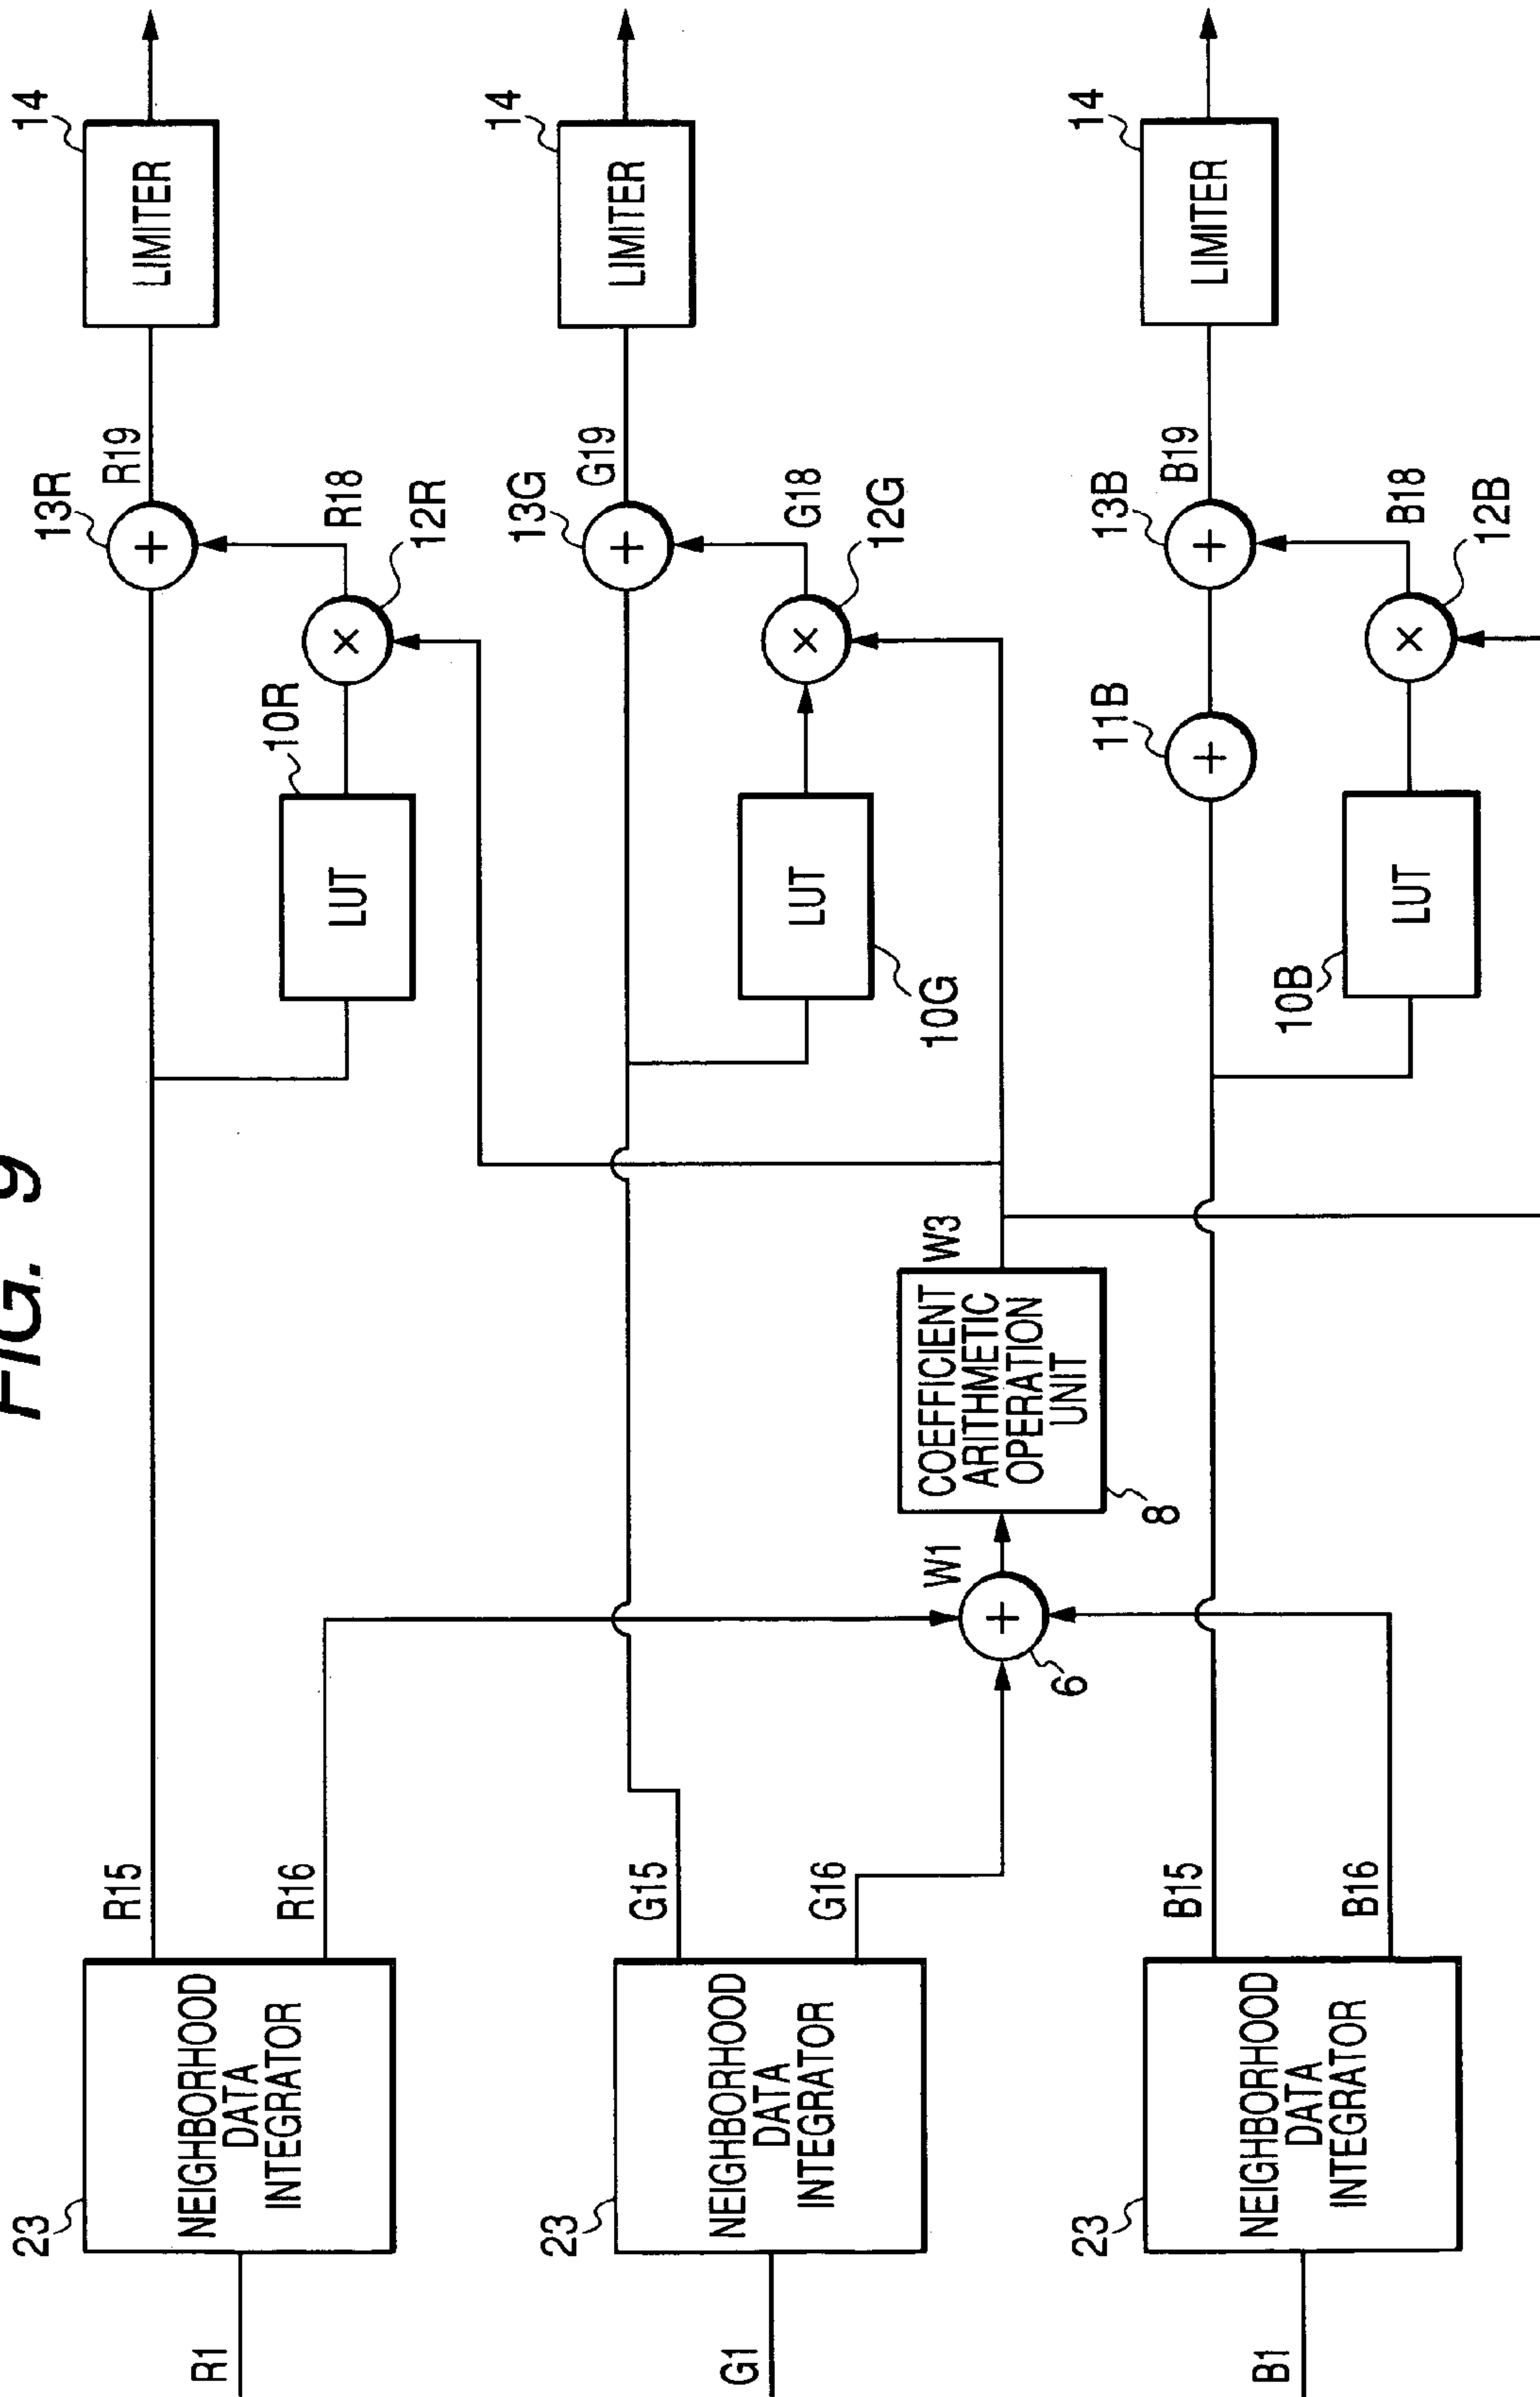 FIG. 9
R1
23
NEIGHBORHOOD
DATA
INTEGRATOR
R15
R16
10R
LUT
×
12R
R18
13R
+
R19
14
LIMITER
G1
23
NEIGHBORHOOD
DATA
INTEGRATOR
G15
G16
10G
LUT
×
12G
G18
13G
+
G19
14
LIMITER
+
6
W1
COEFFICIENT
ARITHMETIC
OPERATION
UNIT
8
W3
B1
23
NEIGHBORHOOD
DATA
INTEGRATOR
B15
B16
10B
LUT
11B
+
×
12B
B18
13B
+
B19
14
LIMITER